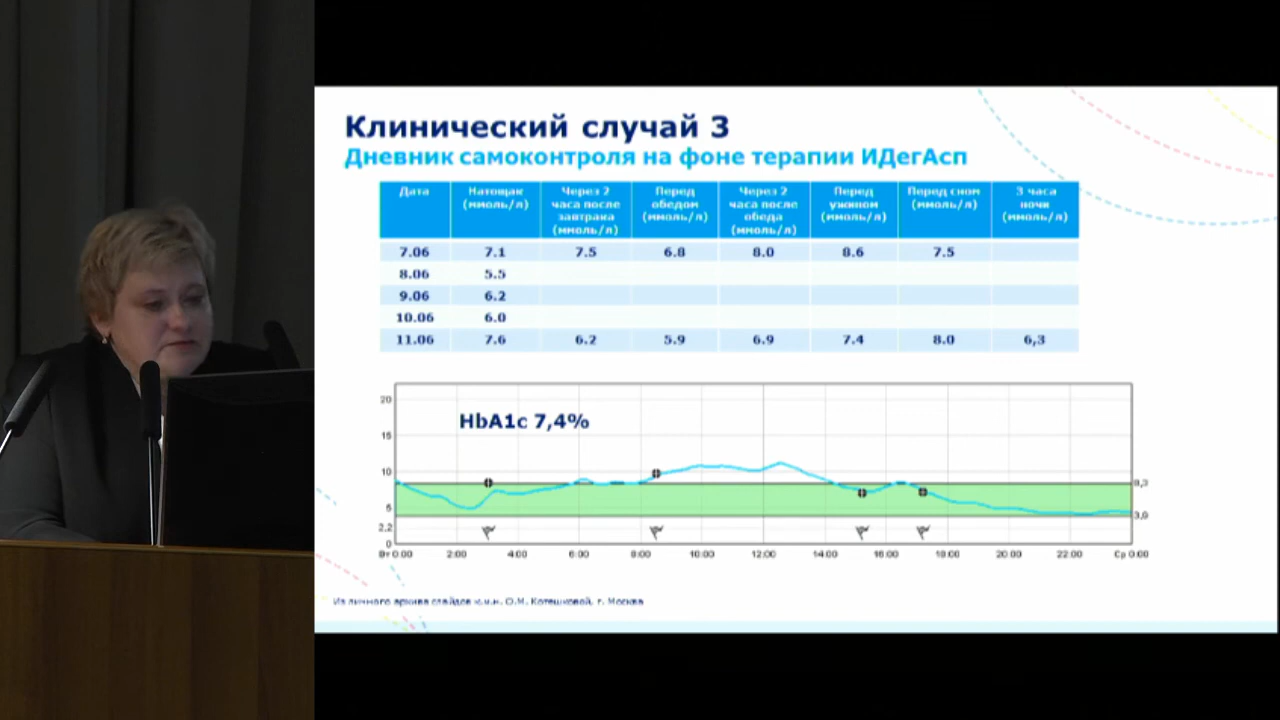 Клинический случай 3
Дневник самоконтроля на фоне терапии ИДегАсп
Дата Натощак (ммоль/л) Через 2 часа после завтрака (ммоль/л) Перед обедом (ммоль/л) Через 2 часа после обеда (ммоль/л) Перед ужином (ммоль/л) Перед сном (ммоль/л) 3 часа ночи (ммоль/л)
7.06 7.1 7.5 6.8 8.0 8.6 7.5
8.06 5.5
9.06 6.2
10.06 6.0
11.06 7.6 6.2 5.9 6.9 7.4 8.0 6,3
HbA1c 7,4%
20
15
10
5
2,2
0
8,3
3,9
Вт 0:00 2:00 4:00 6:00 8:00 10:00 12:00 14:00 16:00 18:00 20:00 22:00 Ср 0:00
Из личного архива слайдов к.м.н. О.М. Котешковой, г. Москва